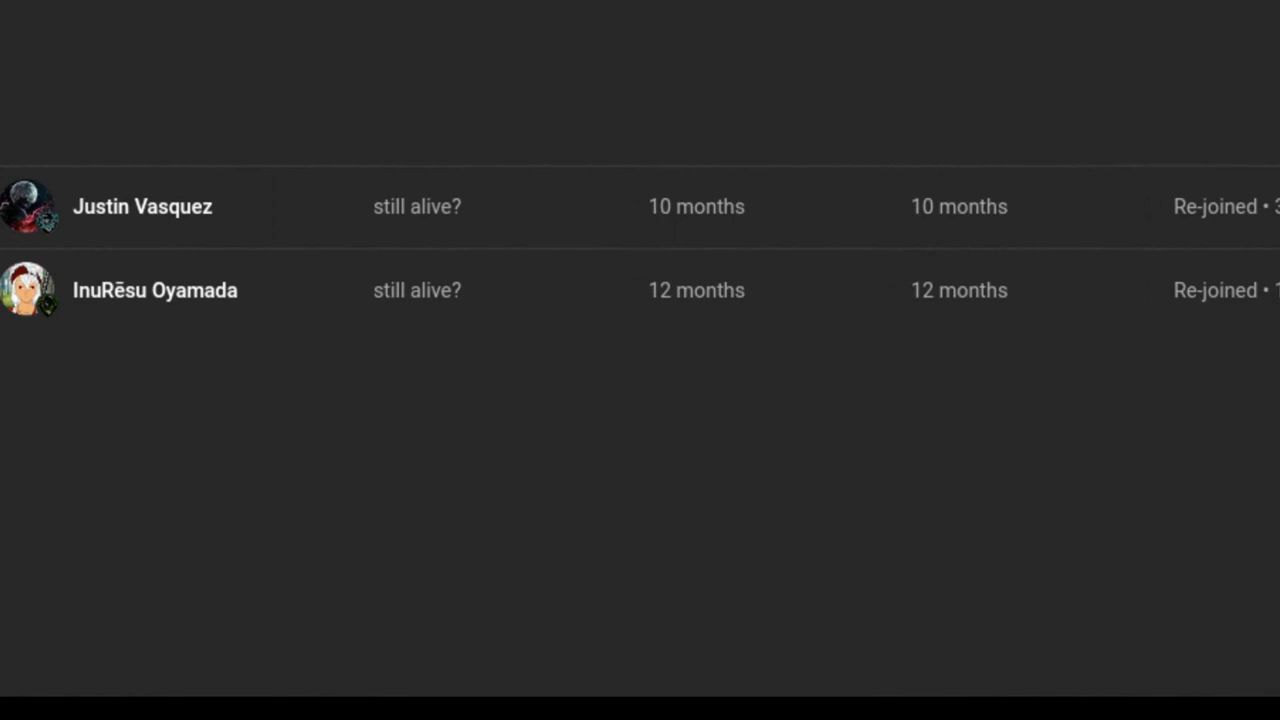 Justin Vasquez still alive? 10 months 10 months Re-joined •
InuRēsu Oyamada still alive? 12 months 12 months Re-joined •